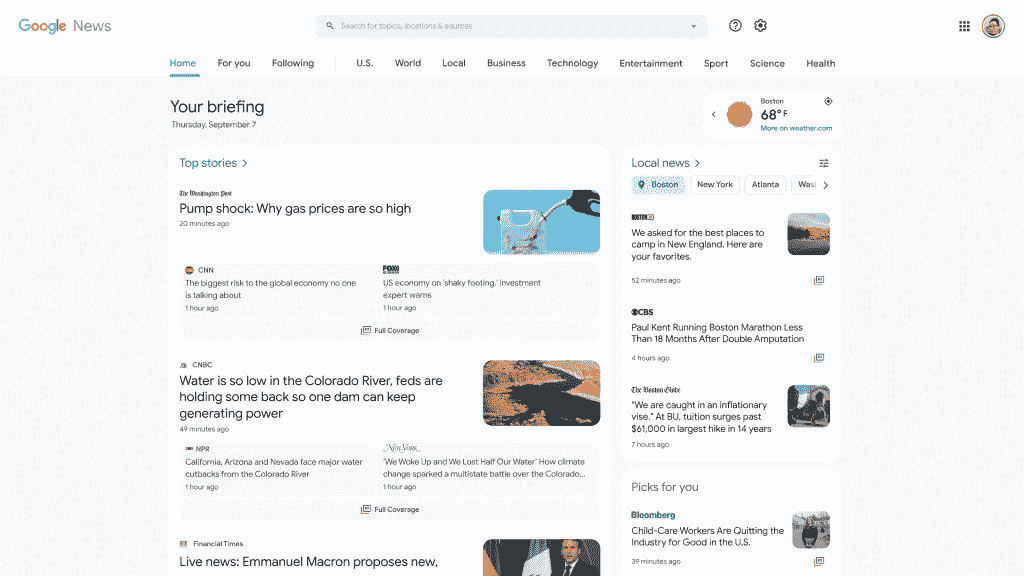 Google News
Search for topics, locations & sources
Home For you Following U.S. World Local Business Technology Entertainment Sport Science Health
Your briefing
Thursday, September 7
Boston
68° F
More on weather.com
Top stories >
The Washington Post
Pump shock: Why gas prices are so high
20 minutes ago
CNN
The biggest risk to the global economy no one
is talking about
1 hour ago
FOX
US economy on 'shaky footing,' investment
expert warns
1 hour ago
Full Coverage
CNBC
Water is so low in the Colorado River, feds are
holding some back so one dam can keep
generating power
49 minutes ago
NPR
California, Arizona and Nevada face major water
cutbacks from the Colorado River
1 hour ago
New York
'We Woke Up and We Lost Half Our Water' How climate
change sparked a multistate battle over the Colorado...
1 hour ago
Full Coverage
Financial Times
Live news: Emmanuel Macron proposes new,
Local news >
Boston New York Atlanta Was
BOSTON
We asked for the best places to
camp in New England. Here are
your favorites.
52 minutes ago
CBS
Paul Kent Running Boston Marathon Less
Than 18 Months After Double Amputation
4 hours ago
The Boston Globe
"We are caught in an inflationary
vise." At BU, tuition surges past
$61,000 in largest hike in 14 years
7 hours ago
Picks for you
Bloomberg
Child-Care Workers Are Quitting the
Industry for Good in the U.S.
39 minutes ago